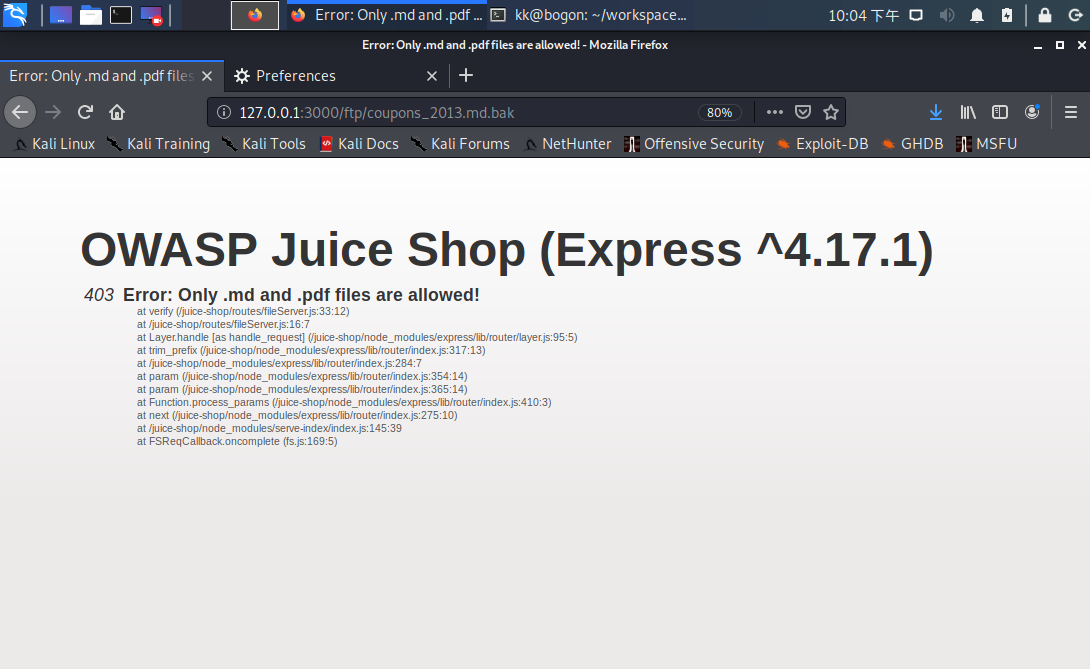 Error: Only .md and .pdf ...
kk@bogon: ~/workspace...
10:04 下午
Error: Only .md and .pdf files are allowed! - Mozilla Firefox
Error: Only .md and .pdf files
Preferences
127.0.0.1:3000/ftp/coupons_2013.md.bak
80%
Kali Linux Kali Training Kali Tools Kali Docs Kali Forums NetHunter Offensive Security Exploit-DB GHDB MSFU
OWASP Juice Shop (Express ^4.17.1)
403 Error: Only .md and .pdf files are allowed!
at verify (/juice-shop/routes/fileServer.js:33:12)
at /juice-shop/routes/fileServer.js:16:7
at Layer.handle [as handle_request] (/juice-shop/node_modules/express/lib/router/layer.js:95:5)
at trim_prefix (/juice-shop/node_modules/express/lib/router/index.js:317:13)
at /juice-shop/node_modules/express/lib/router/index.js:284:7
at param (/juice-shop/node_modules/express/lib/router/index.js:354:14)
at param (/juice-shop/node_modules/express/lib/router/index.js:365:14)
at Function.process_params (/juice-shop/node_modules/express/lib/router/index.js:410:3)
at next (/juice-shop/node_modules/express/lib/router/index.js:275:10)
at /juice-shop/node_modules/serve-index/index.js:145:39
at FSReqCallback.oncomplete (fs.js:169:5)